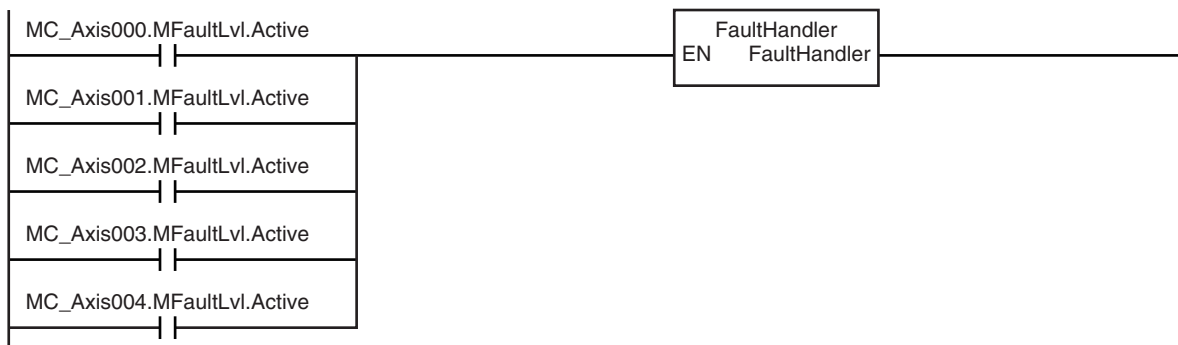 MC_Axis000.MFaultLvl.Active
FaultHandler
EN FaultHandler
MC_Axis001.MFaultLvl.Active
MC_Axis002.MFaultLvl.Active
MC_Axis003.MFaultLvl.Active
MC_Axis004.MFaultLvl.Active